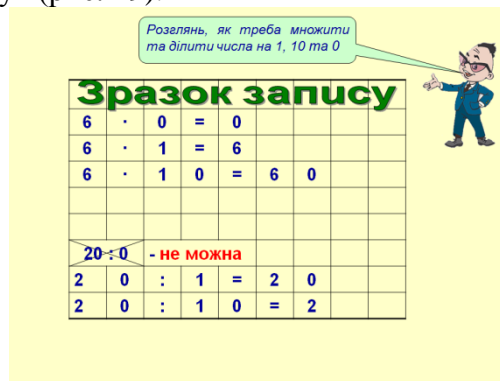 Розглянь, як треба множити
та ділити числа на 1, 10 та 0
Зразок запису
6 · 0 = 0
6 · 1 = 6
6 · 1 0 = 6 0
20 : 0 - не можна
2 0 : 1 = 2 0
2 0 : 1 0 = 2